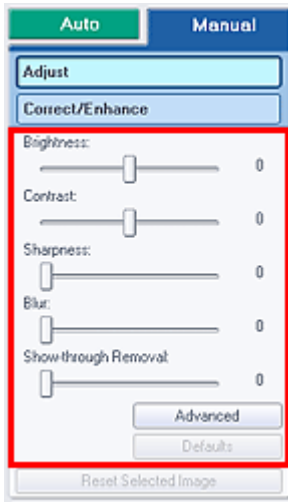 Auto Manual
Adjust
Correct/Enhance
Brightness:
0
Contrast:
0
Sharpness:
0
Blur:
0
Show-through Removal:
0
Advanced
Defaults
Reset Selected Image